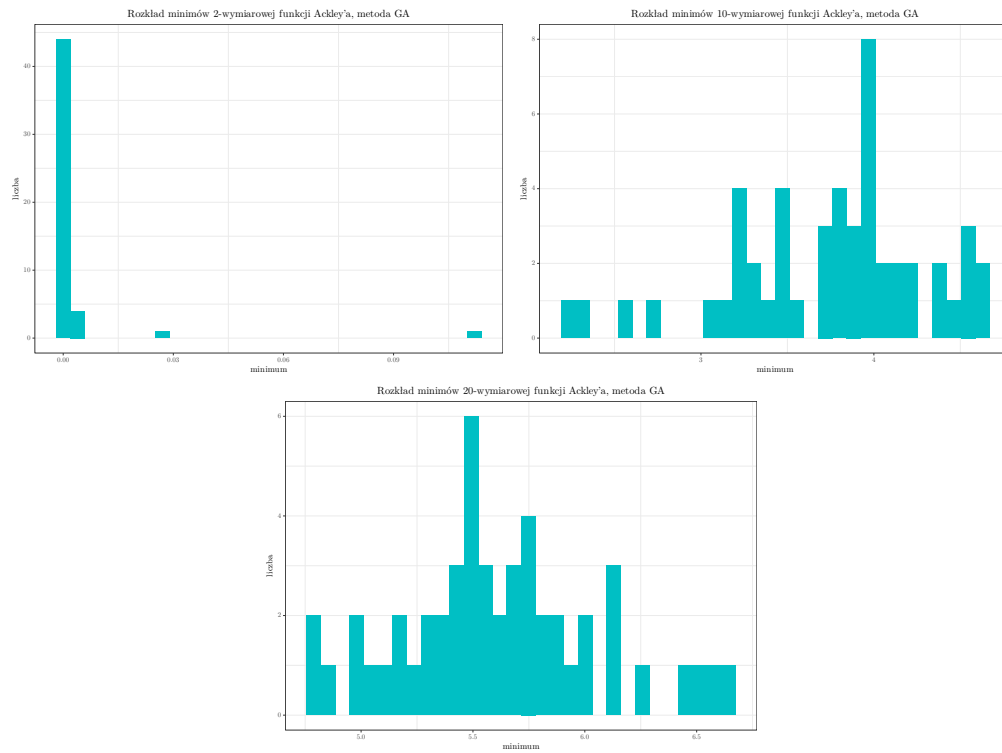 Rozkład minimów 2-wymiarowej funkcji Ackley'a, metoda GA
liczba
40
30
20
10
0
0.00 0.03 0.06 0.09
minimum
Rozkład minimów 10-wymiarowej funkcji Ackley'a, metoda GA
liczba
8
6
4
2
0
3 4
minimum
Rozkład minimów 20-wymiarowej funkcji Ackley'a, metoda GA
liczba
6
4
2
0
5.0 5.5 6.0 6.5
minimum